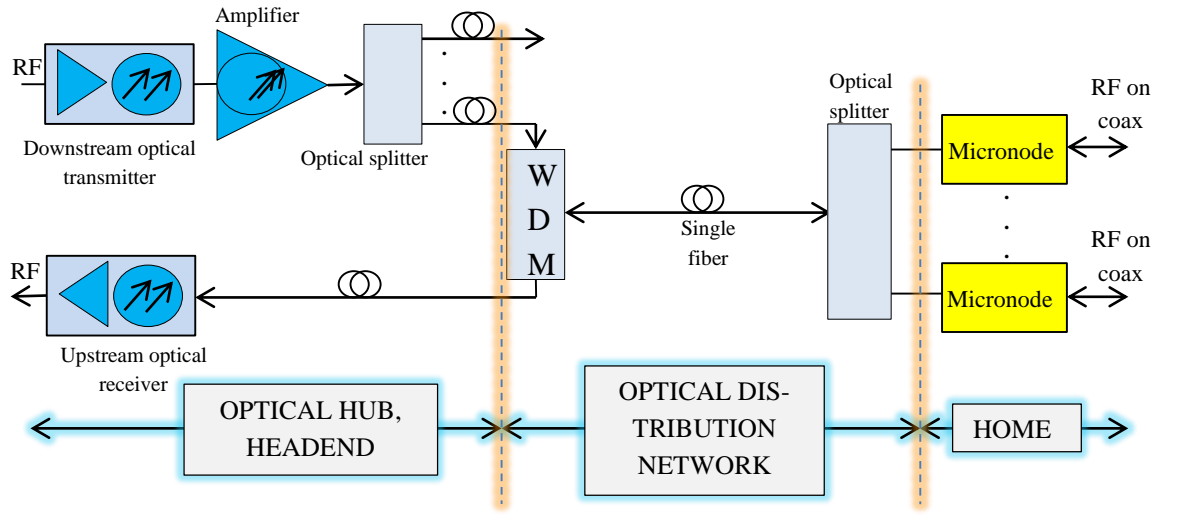 Amplifier
RF
Downstream optical
transmitter
Optical splitter
Optical
splitter
RF on
coax
Micronode
W
D
M
Single
fiber
RF on
coax
Micronode
RF
Upstream optical
receiver
OPTICAL HUB,
HEADEND
OPTICAL DIS-
TRIBUTION
NETWORK
HOME